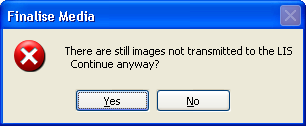 Finalise Media
There are still images not transmitted to the LIS
Continue anyway?
Yes
No